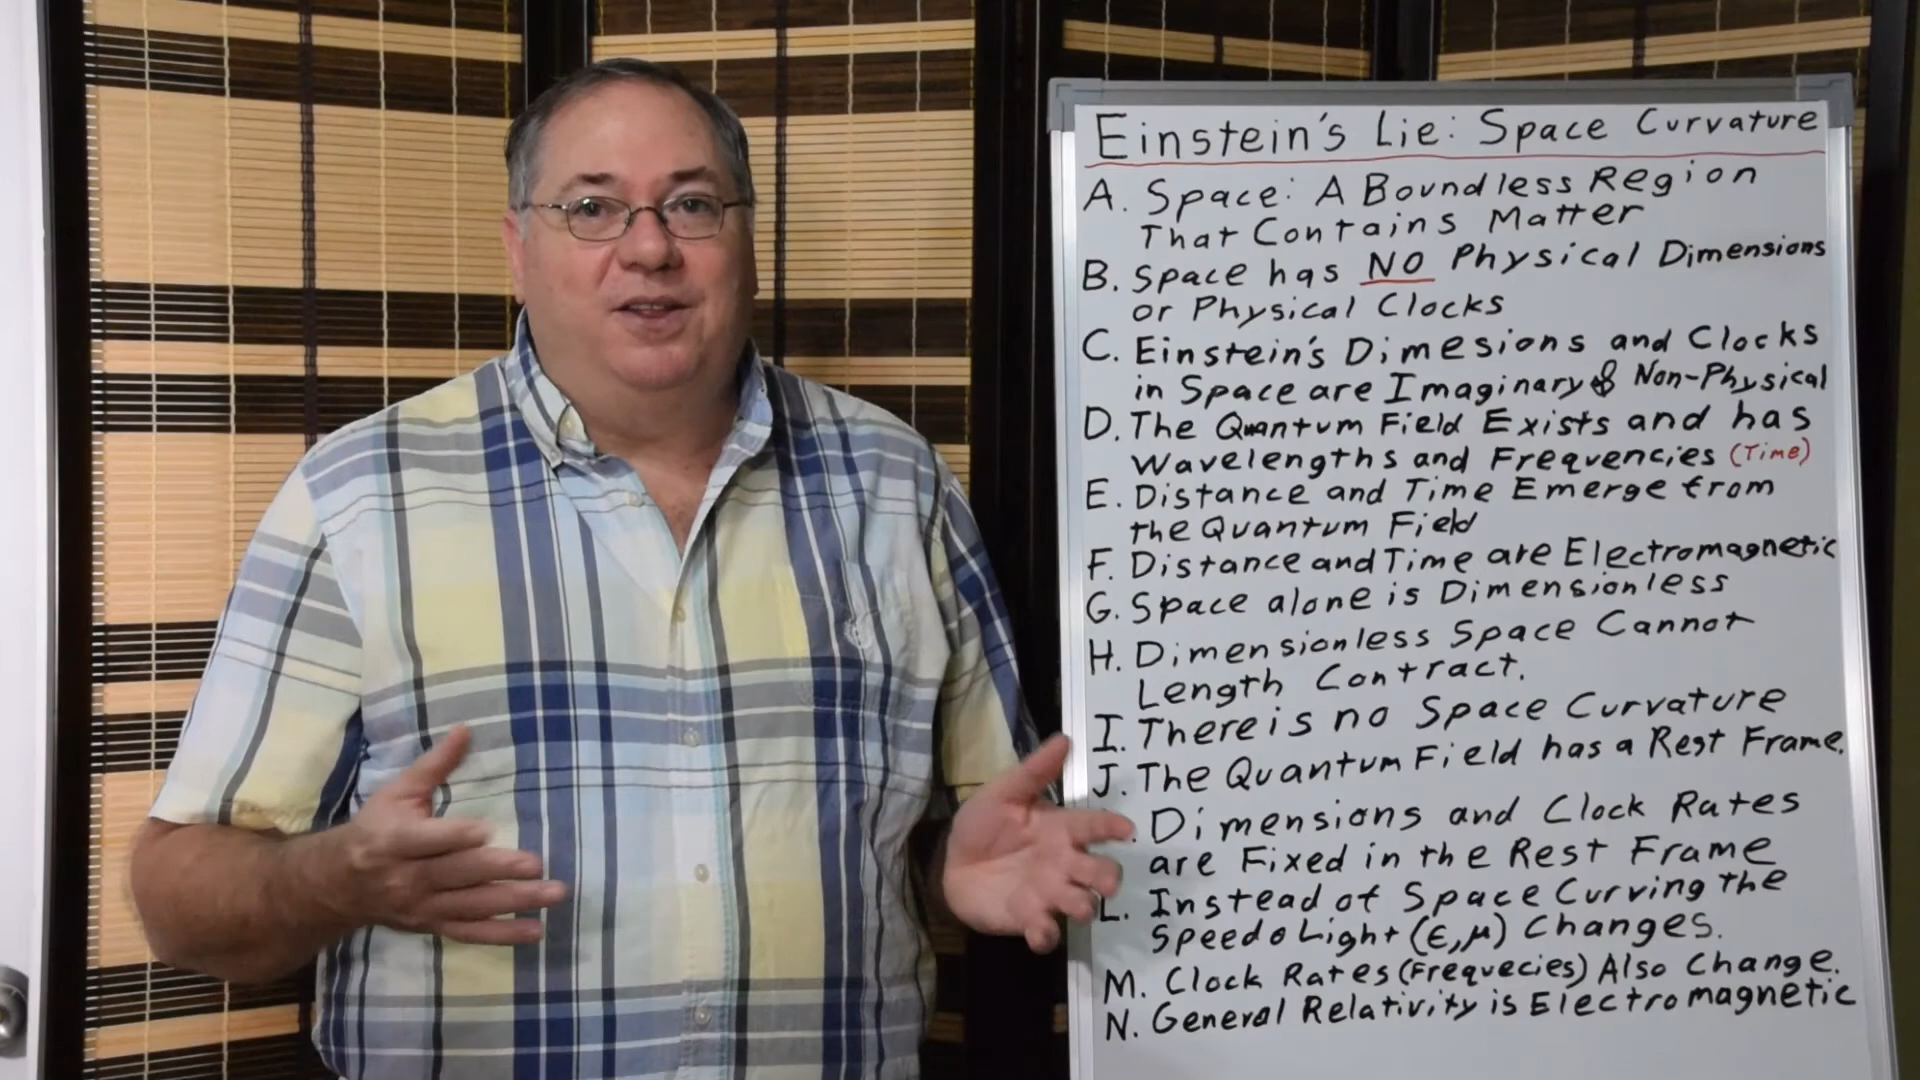 Einstein's Lie: Space Curvature
A. Space: A Boundless Region
That Contains Matter
B. Space has NO Physical Dimensions
or Physical Clocks
C. Einstein's Dimesions and Clocks
in Space are Imaginary & Non-Physical
D. The Quantum Field Exists and has
Wavelengths and Frequencies (Time)
E. Distance and Time Emerge from
the Quantum Field
F. Distance and Time are Electromagnetic
G. Space alone is Dimensionless
H. Dimensionless Space Cannot
Length Contract.
I. There is no Space Curvature
J. The Quantum Field has a Rest Frame.
. Dimensions and Clock Rates
are Fixed in the Rest Frame
L. Instead of Space Curving the
Speed o Light (ε,μ) Changes.
M. Clock Rates (Frequecies) Also Change.
N. General Relativity is Electromagnetic